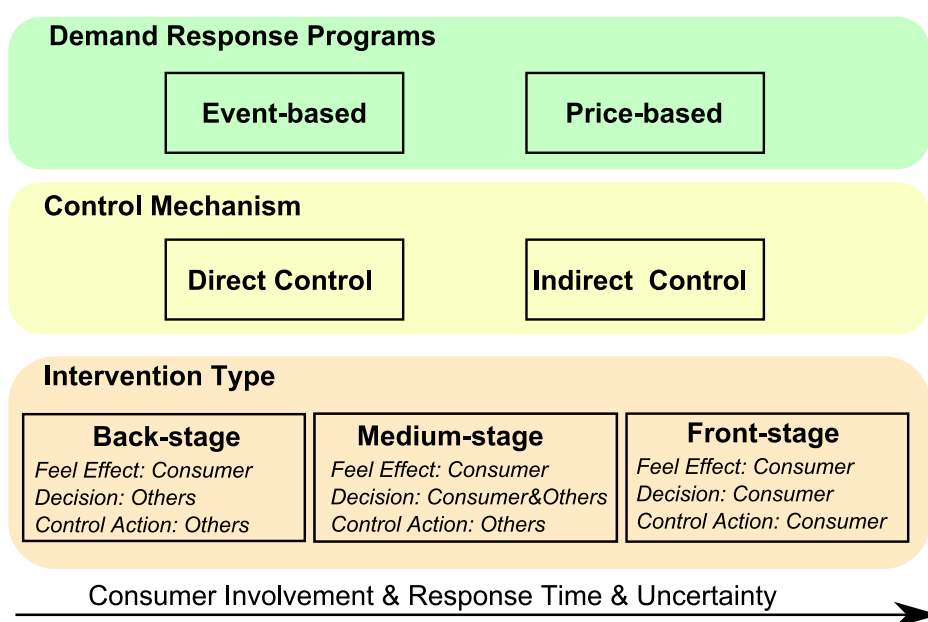 Demand Response Programs
Event-based
Price-based
Control Mechanism
Direct Control
Indirect  Control
Intervention Type
Back-stage
Feel Effect: Consumer
Decision: Others
Control Action: Others
Medium-stage
Feel Effect: Consumer
Decision: Consumer&Others
Control Action: Others
Front-stage
Feel Effect: Consumer
Decision: Consumer
Control Action: Consumer
Consumer Involvement & Response Time & Uncertainty